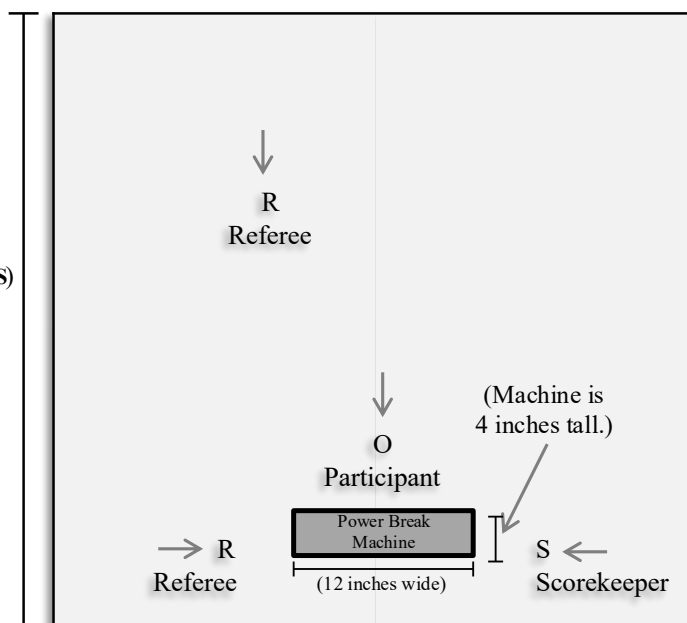 R
Referee
s)
(Machine is
4 inches tall.)
O
Participant
Power Break
Machine
R
Referee
(12 inches wide)
S
Scorekeeper